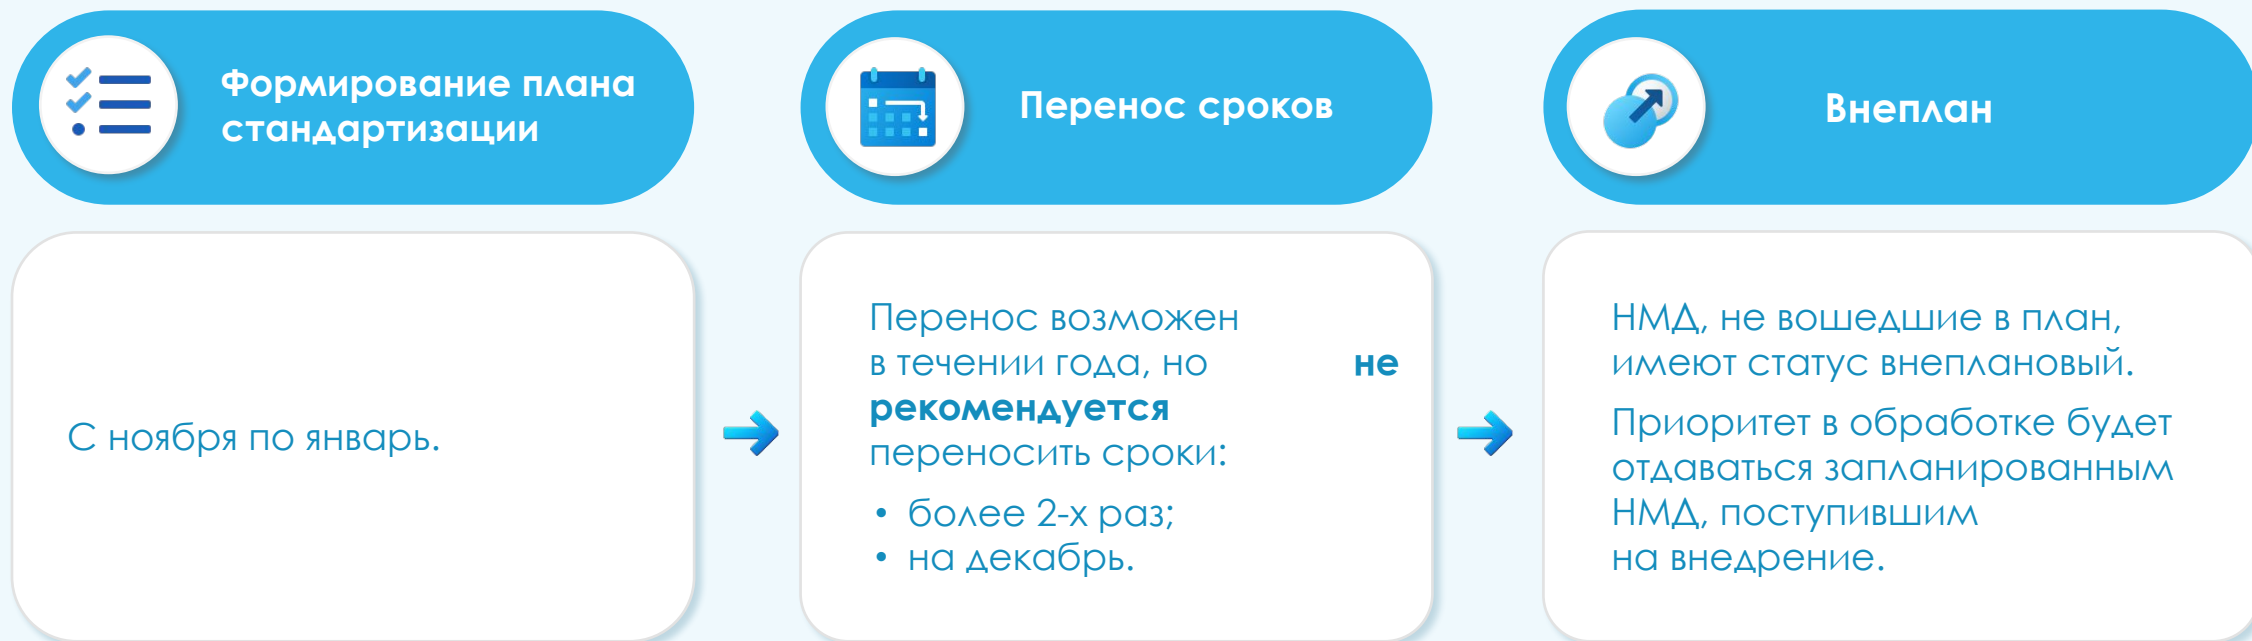 Формирование плана
стандартизации
С ноября по январь.
Перенос сроков
Перенос возможен
в течении года, но не
рекомендуется
переносить сроки:
• более 2-х раз;
• на декабрь.
Внеплан
НМД, не вошедшие в план,
имеют статус внеплановый.
Приоритет в обработке будет
отдаваться запланированным
НМД, поступившим
на внедрение.